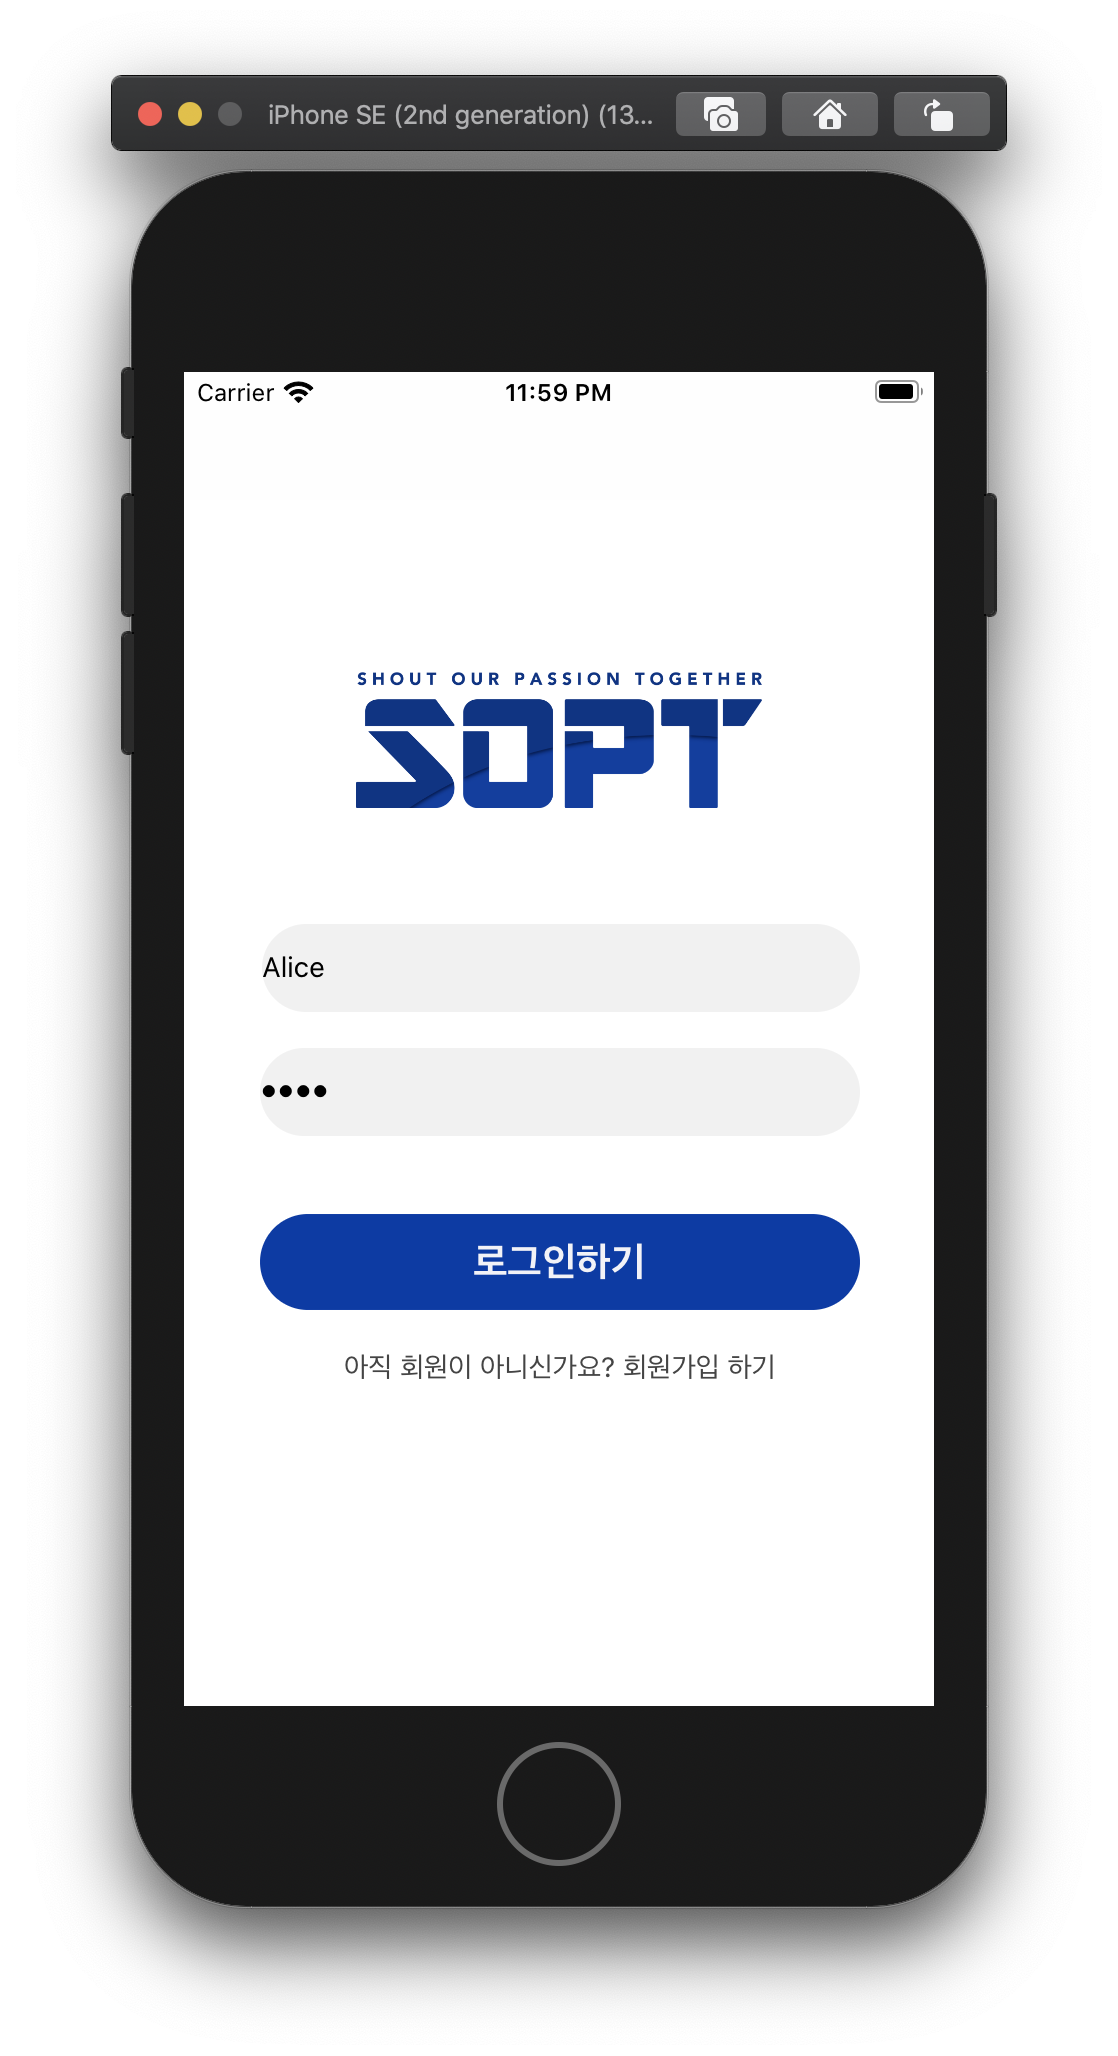 iPhone SE (2nd generation) (13...
Carrier 11:59 PM
SHOUT OUR PASSION TOGETHER
SOPT
Alice
••••
로그인하기
아직 회원이 아니신가요? 회원가입 하기